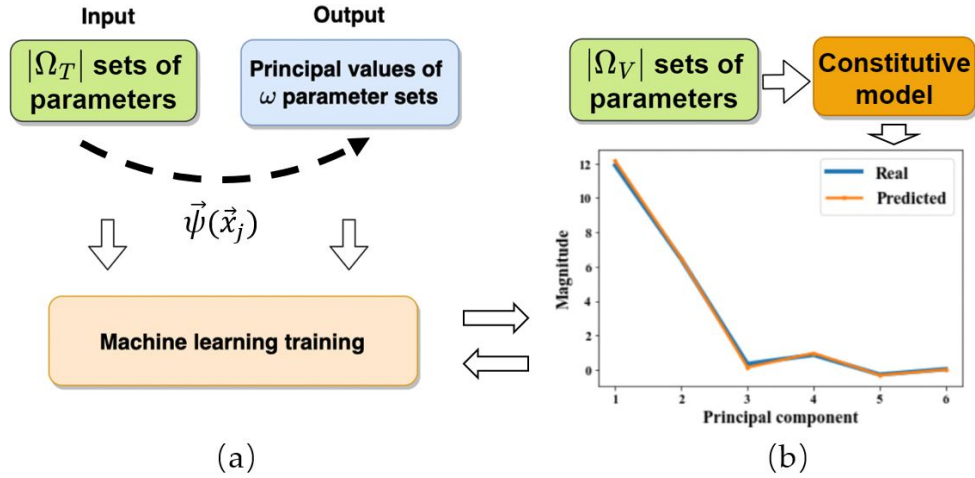 Input
Output
|Ω_T| sets of
parameters
Principal values of
ω parameter sets
ψ⃗(x⃗_j)
Machine learning training
(a)
|Ω_V| sets of
parameters
Constitutive
model
Real
Predicted
Magnitude
12
10
8
6
4
2
0
1 2 3 4 5 6
Principal component
(b)